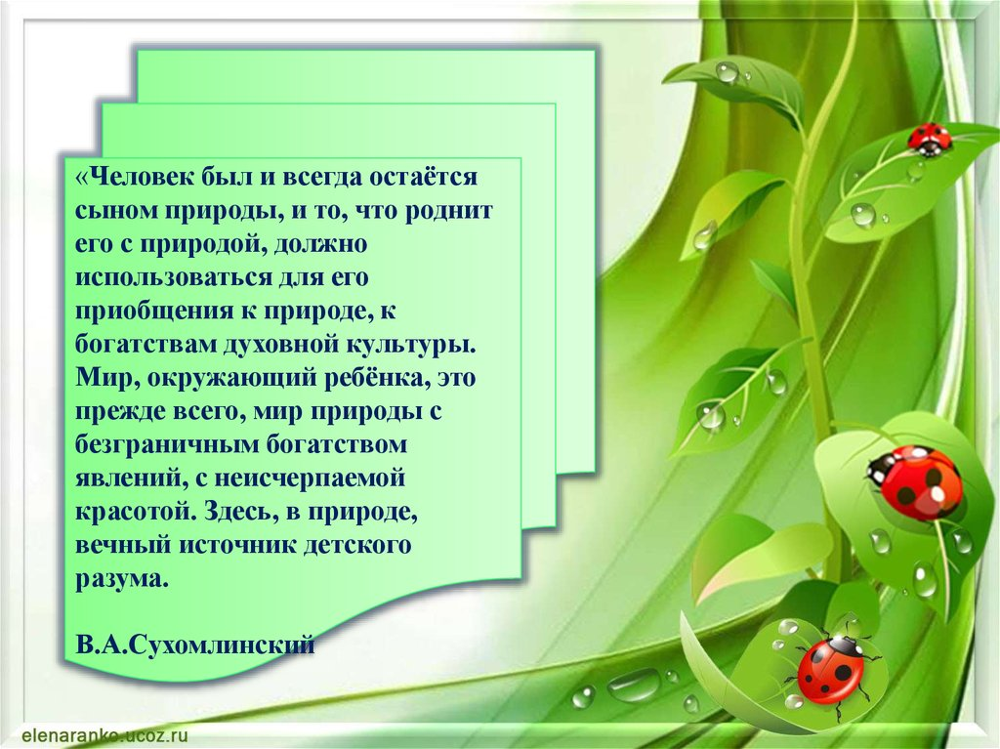 «Человек был и всегда остаётся
сыном природы, и то, что роднит
его с природой, должно
использоваться для его
приобщения к природе, к
богатствам духовной культуры.
Мир, окружающий ребёнка, это
прежде всего, мир природы с
безграничным богатством
явлений, с неисчерпаемой
красотой. Здесь, в природе,
вечный источник детского
разума.
В.А.Сухомлинский
elenaranko.ucoz.ru